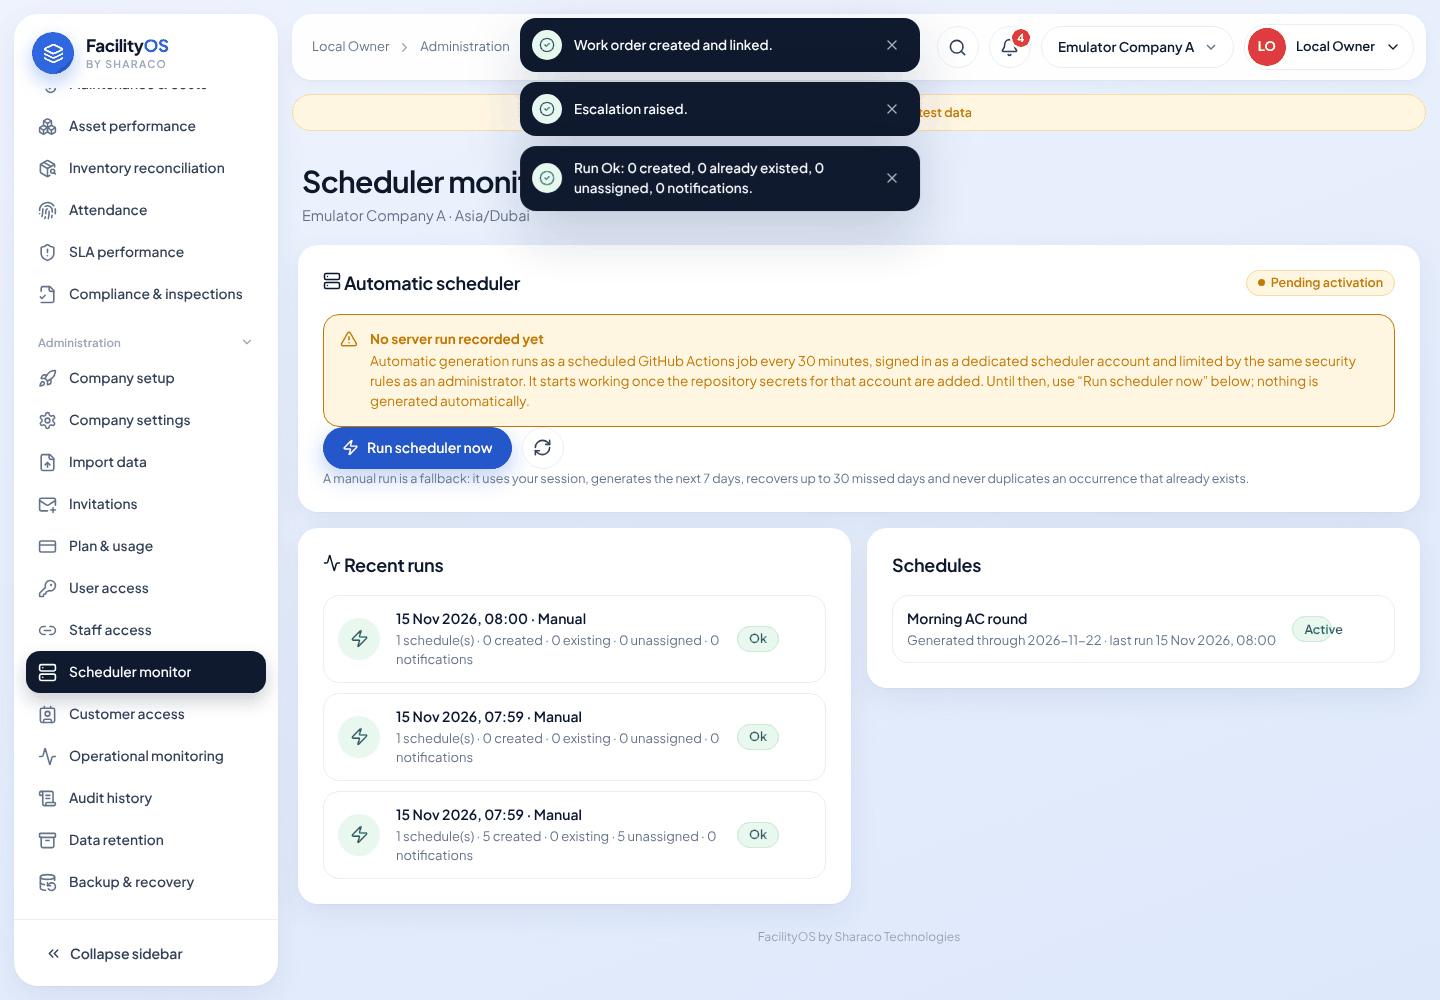 FacilityOS
BY SHARACO
Maintenance & costs
Asset performance
Inventory reconciliation
Attendance
SLA performance
Compliance & inspections
Administration
Company setup
Company settings
Import data
Invitations
Plan & usage
User access
Staff access
Scheduler monitor
Customer access
Operational monitoring
Audit history
Data retention
Backup & recovery
Collapse sidebar
Local Owner
Administration
4
Emulator Company A
LO
Local Owner
Work order created and linked.
Escalation raised.
Run Ok: 0 created, 0 already existed, 0
unassigned, 0 notifications.
test data
Scheduler monit
Emulator Company A · Asia/Dubai
Automatic scheduler
Pending activation
No server run recorded yet
Automatic generation runs as a scheduled GitHub Actions job every 30 minutes, signed in as a dedicated scheduler account and limited by the same security
rules as an administrator. It starts working once the repository secrets for that account are added. Until then, use “Run scheduler now” below; nothing is
generated automatically.
Run scheduler now
A manual run is a fallback: it uses your session, generates the next 7 days, recovers up to 30 missed days and never duplicates an occurrence that already exists.
Recent runs
15 Nov 2026, 08:00 · Manual
1 schedule(s) · 0 created · 0 existing · 0 unassigned · 0
notifications
Ok
15 Nov 2026, 07:59 · Manual
1 schedule(s) · 0 created · 0 existing · 0 unassigned · 0
notifications
Ok
15 Nov 2026, 07:59 · Manual
1 schedule(s) · 5 created · 0 existing · 5 unassigned · 0
notifications
Ok
Schedules
Morning AC round
Generated through 2026-11-22 · last run 15 Nov 2026, 08:00
Active
FacilityOS by Sharaco Technologies